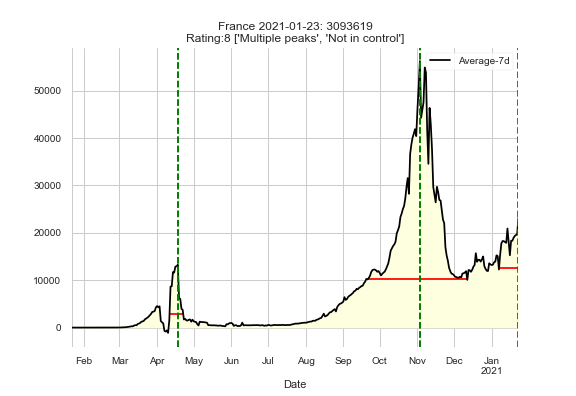 France 2021-01-23: 3093619
Rating:8 ['Multiple peaks', 'Not in control']
Average-7d
50000
40000
30000
20000
10000
0
Feb Mar Apr May Jun Jul Aug Sep Oct Nov Dec Jan
2021
Date